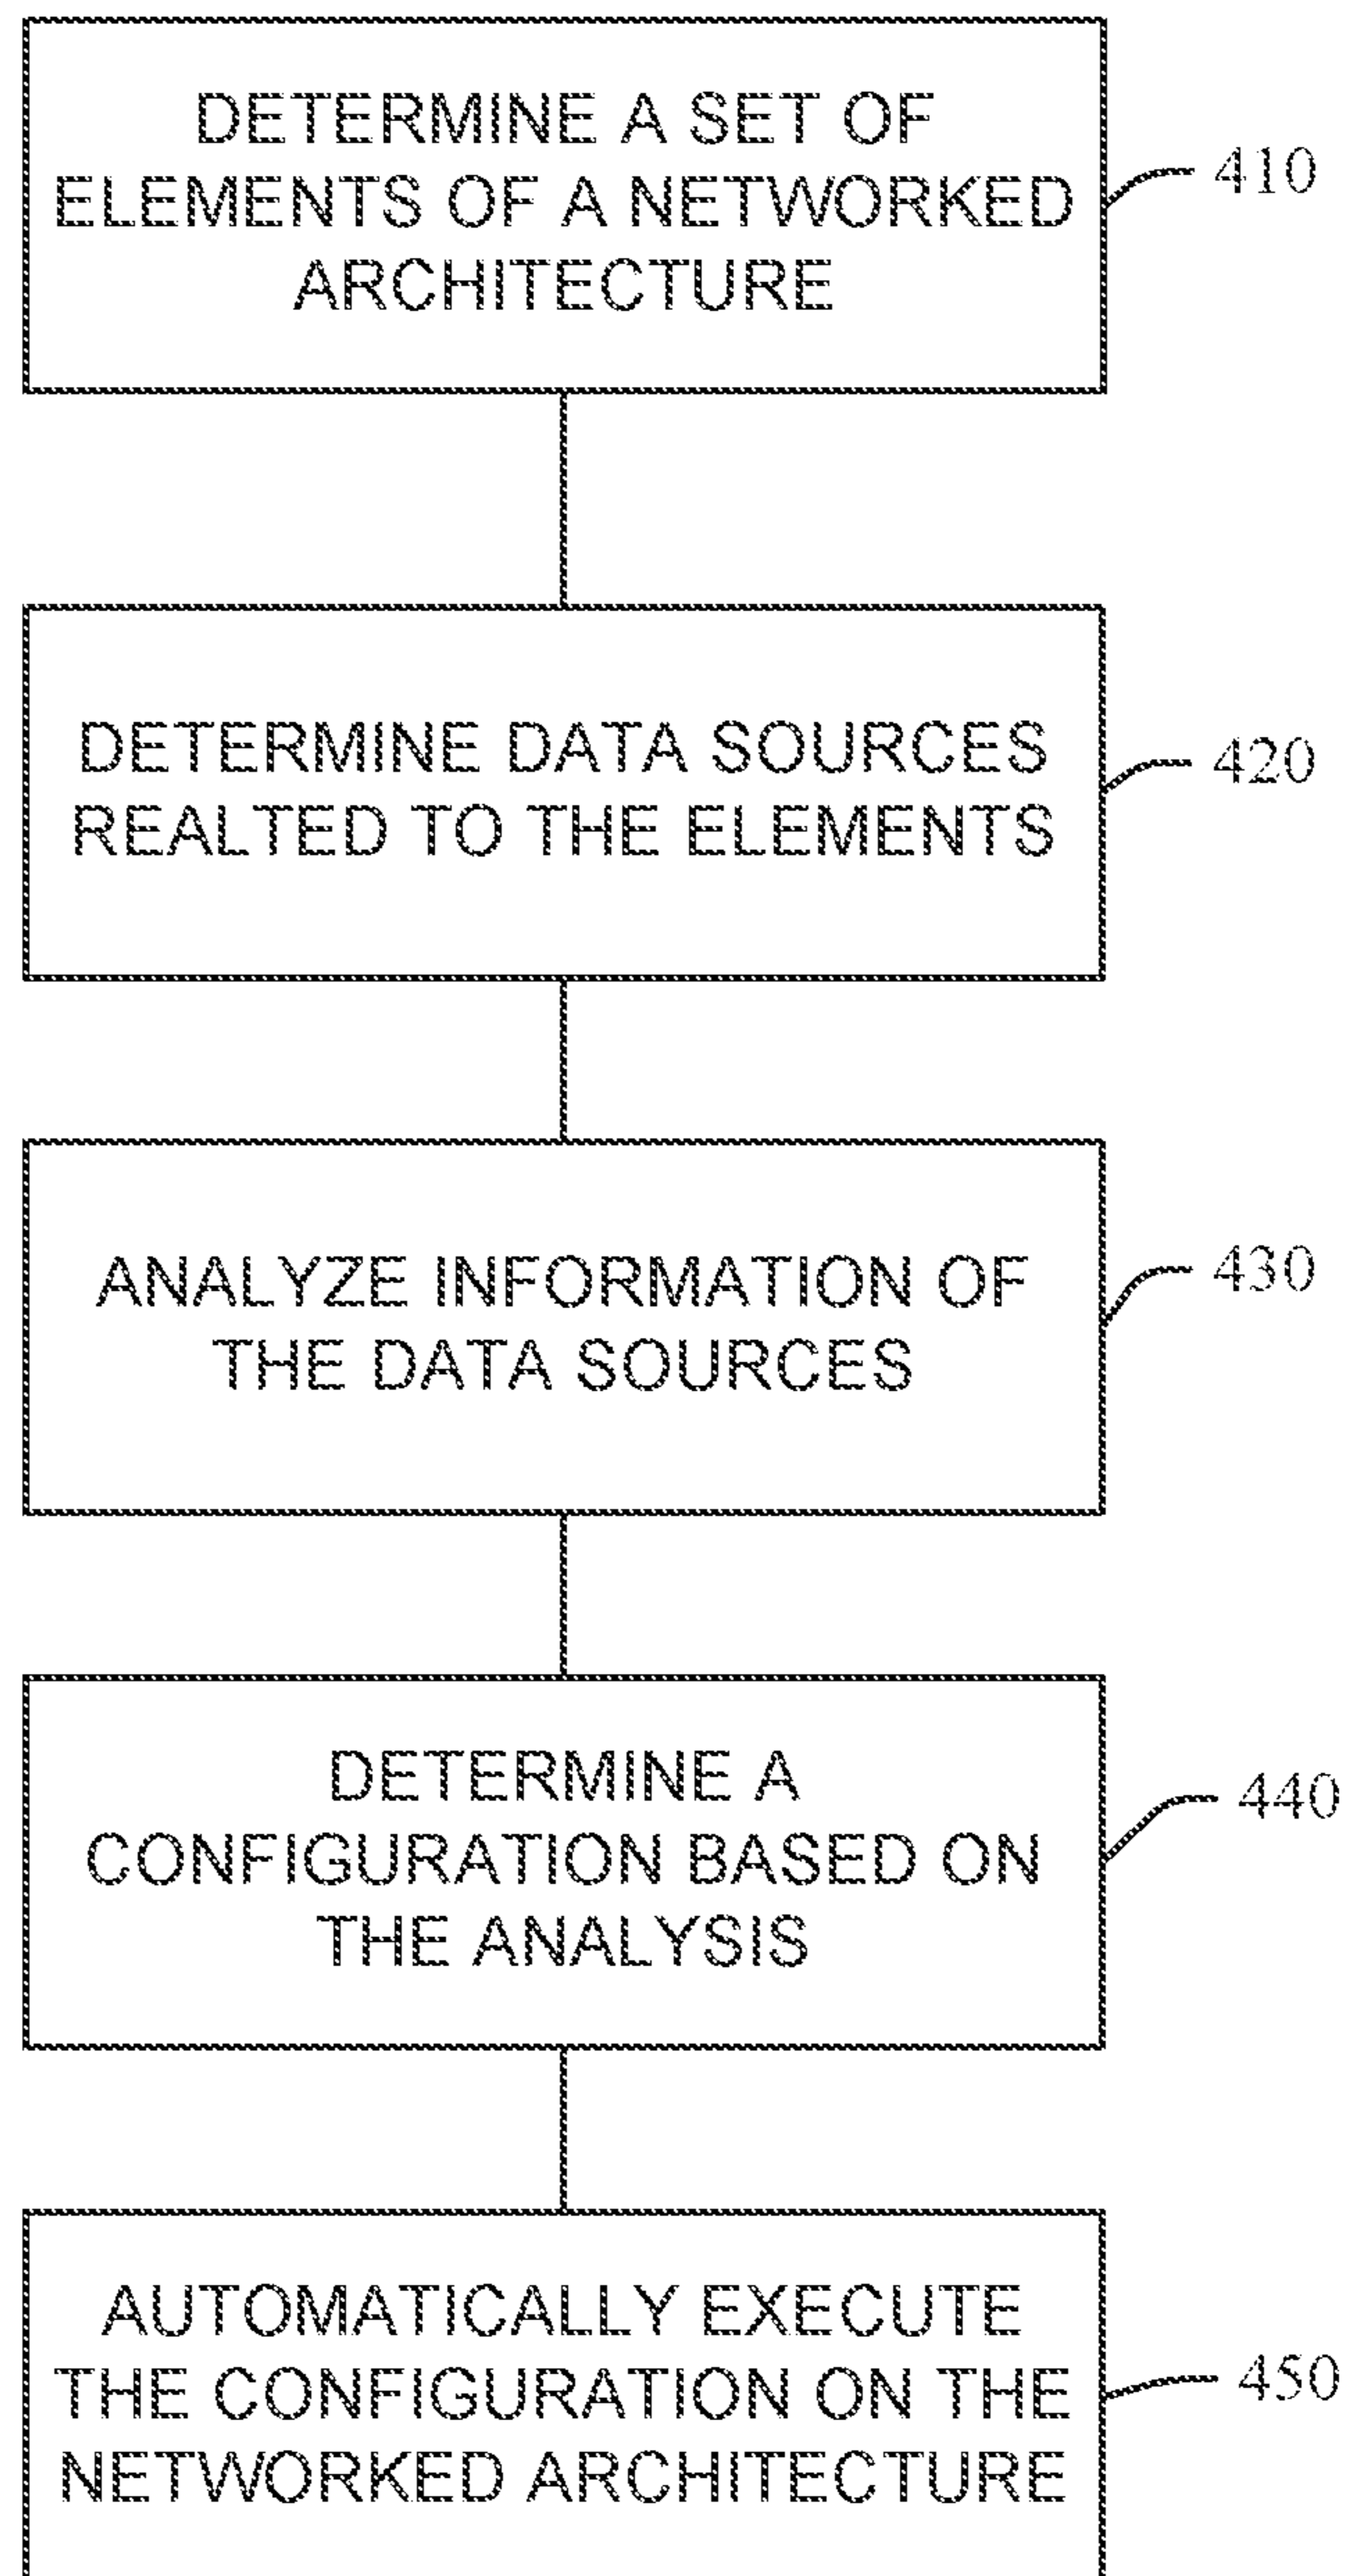 DETERMINE A SET OF
ELEMENTS OF A NETWORKED
ARCHITECTURE
410
DETERMINE DATA SOURCES
REALTED TO THE ELEMENTS
420
ANALYZE INFORMATION OF
THE DATA SOURCES
430
DETERMINE A
CONFIGURATION BASED ON
THE ANALYSIS
440
AUTOMATICALLY EXECUTE
THE CONFIGURATION ON THE
NETWORKED ARCHITECTURE
450